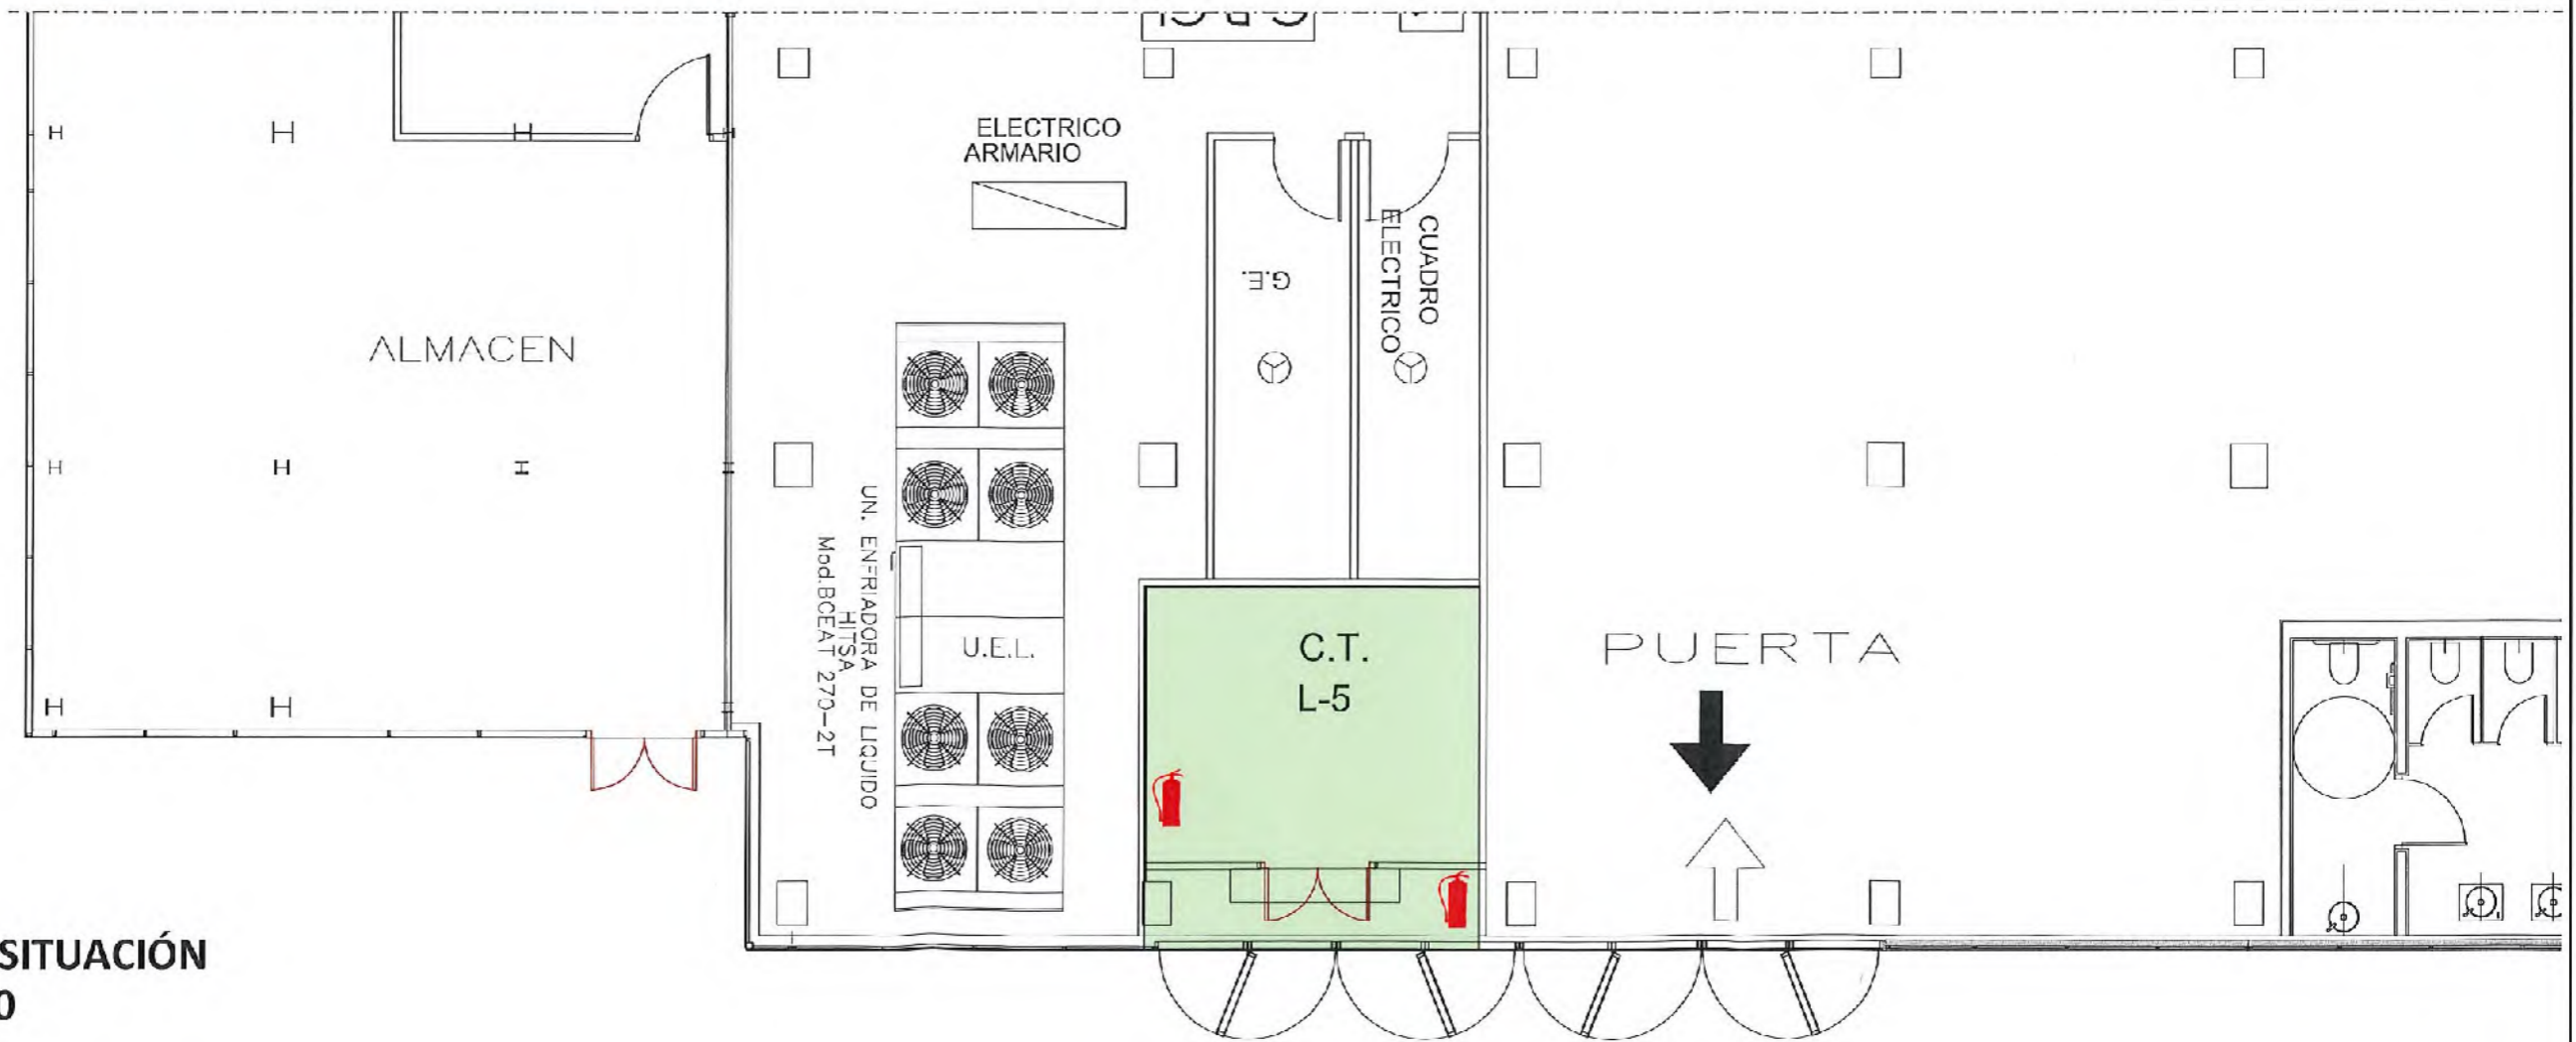 ELECTRICO
ARMARIO
G.E.
CUADRO
ELECTRICO
ALMACEN
UN. ENFRIADORA DE LIQUIDO
HITSA
Mod.BCEAT 270-2T
U.E.L.
C.T.
L-5
PUERTA
SITUACIÓN